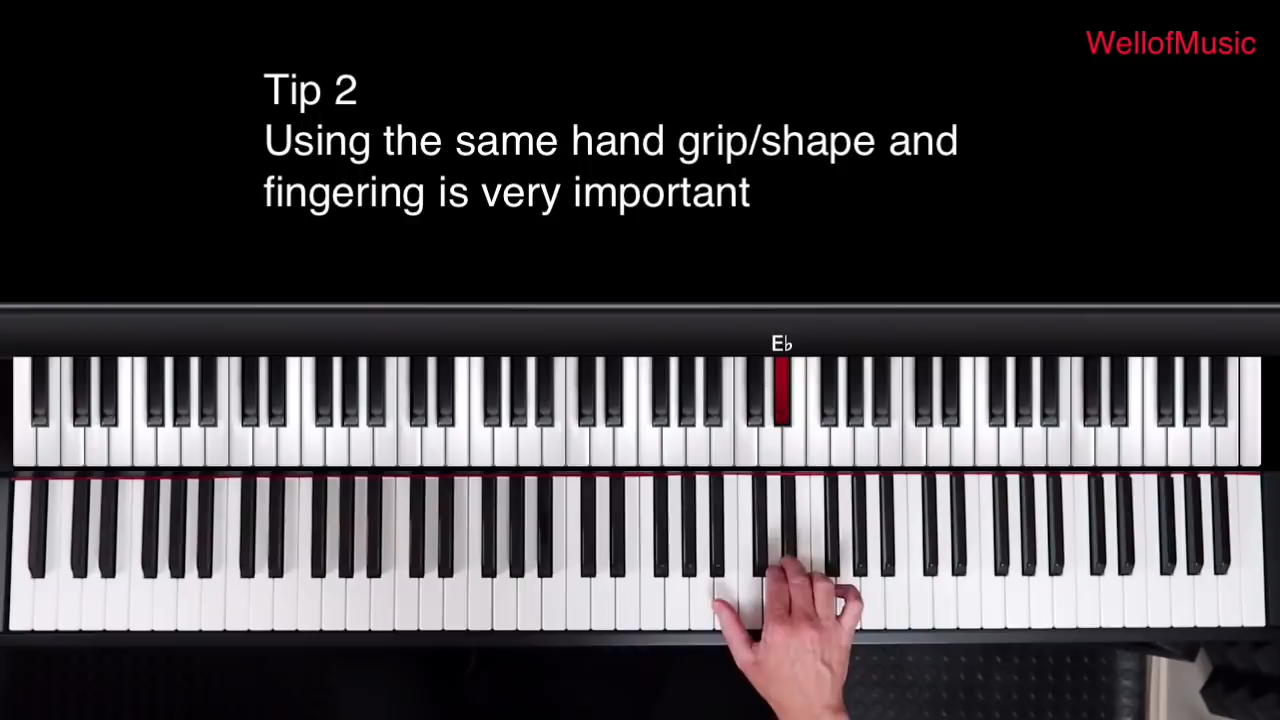 WellofMusic
Tip 2
Using the same hand grip/shape and
fingering is very important
E♭